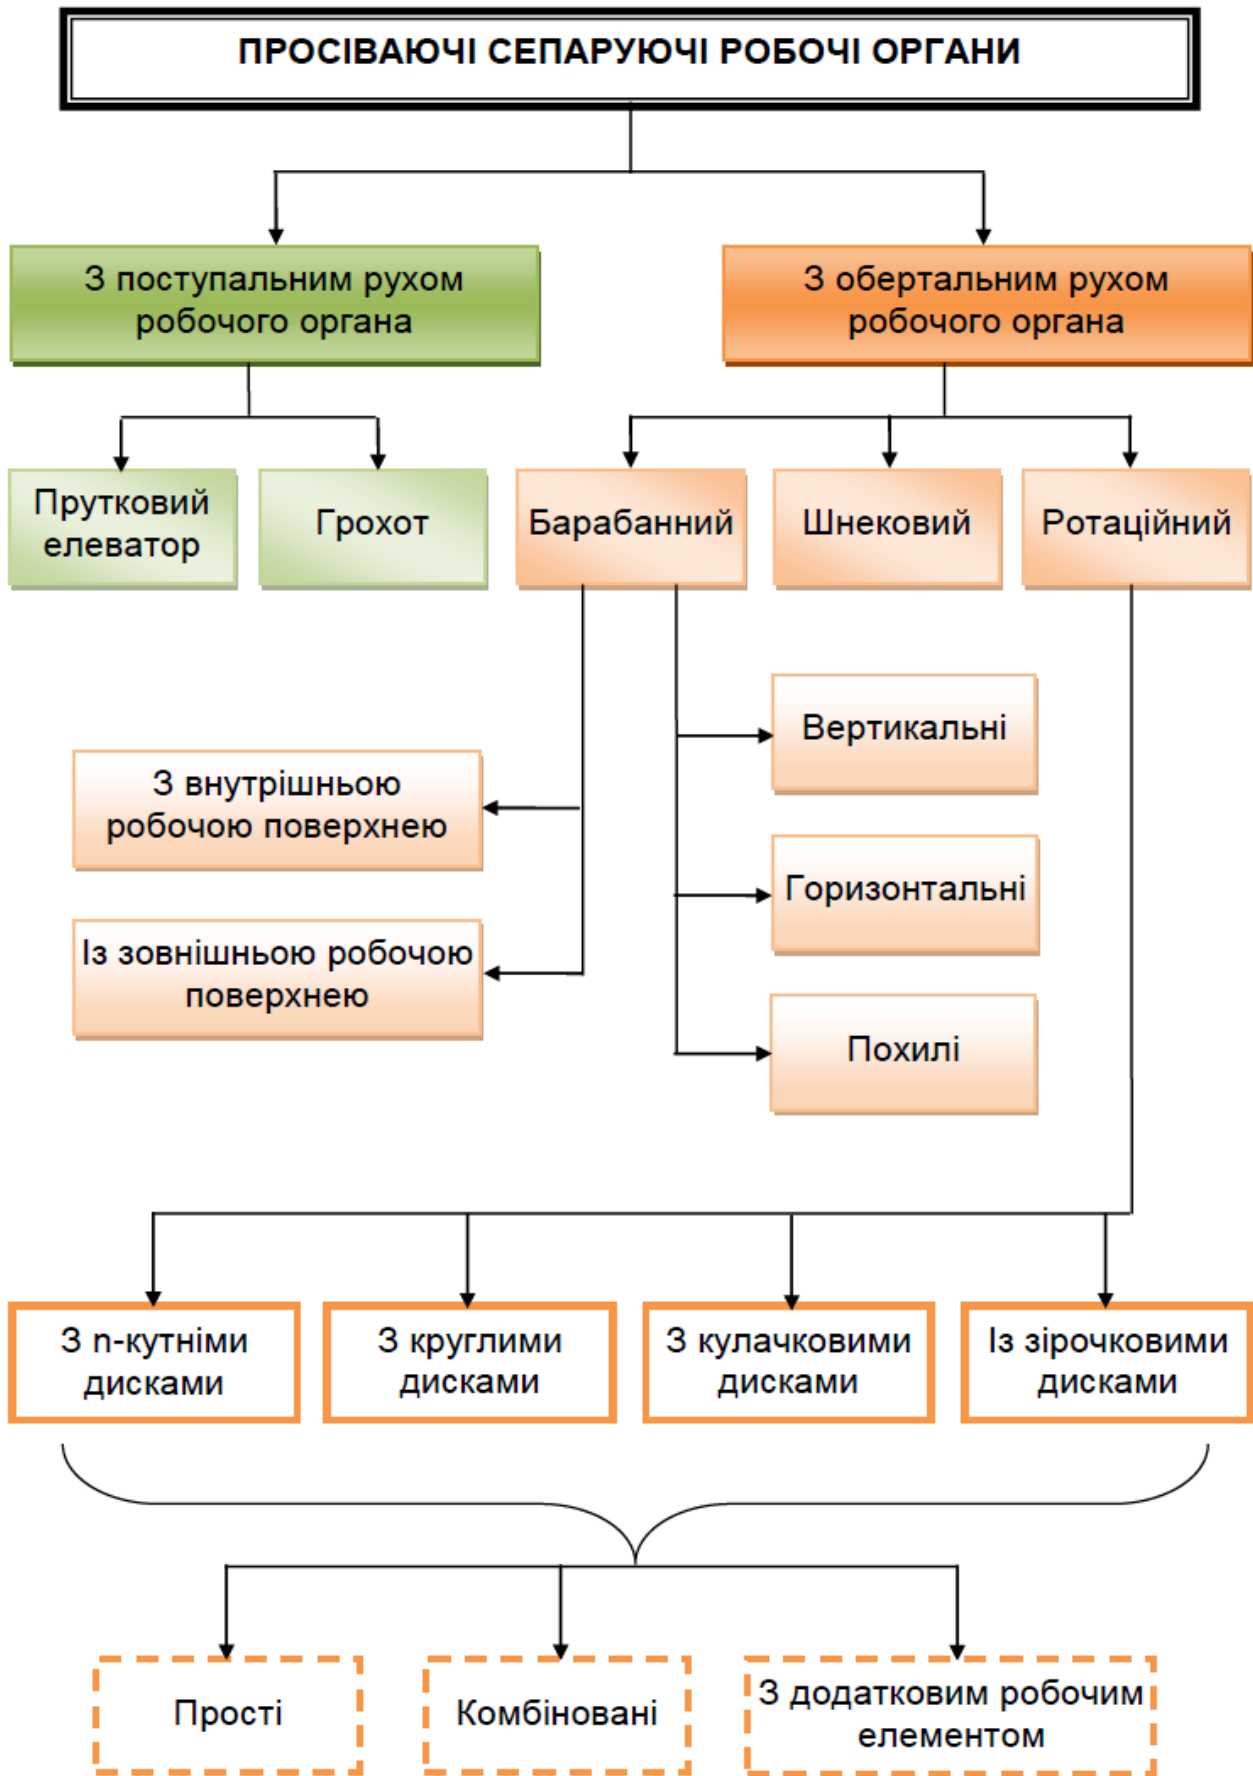 ПРОСІВАЮЧІ СЕПАРУЮЧІ РОБОЧІ ОРГАНИ
З поступальним рухом
робочого органа
З обертальним рухом
робочого органа
Прутковий
елеватор
Грохот
Барабанний
Шнековий
Ротаційний
Вертикальні
З внутрішньою
робочою поверхнею
Горизонтальні
Із зовнішньою робочою
поверхнею
Похилі
З n-кутніми
дисками
З круглими
дисками
З кулачковими
дисками
Із зірочковими
дисками
Прості
Комбіновані
З додатковим робочим
елементом